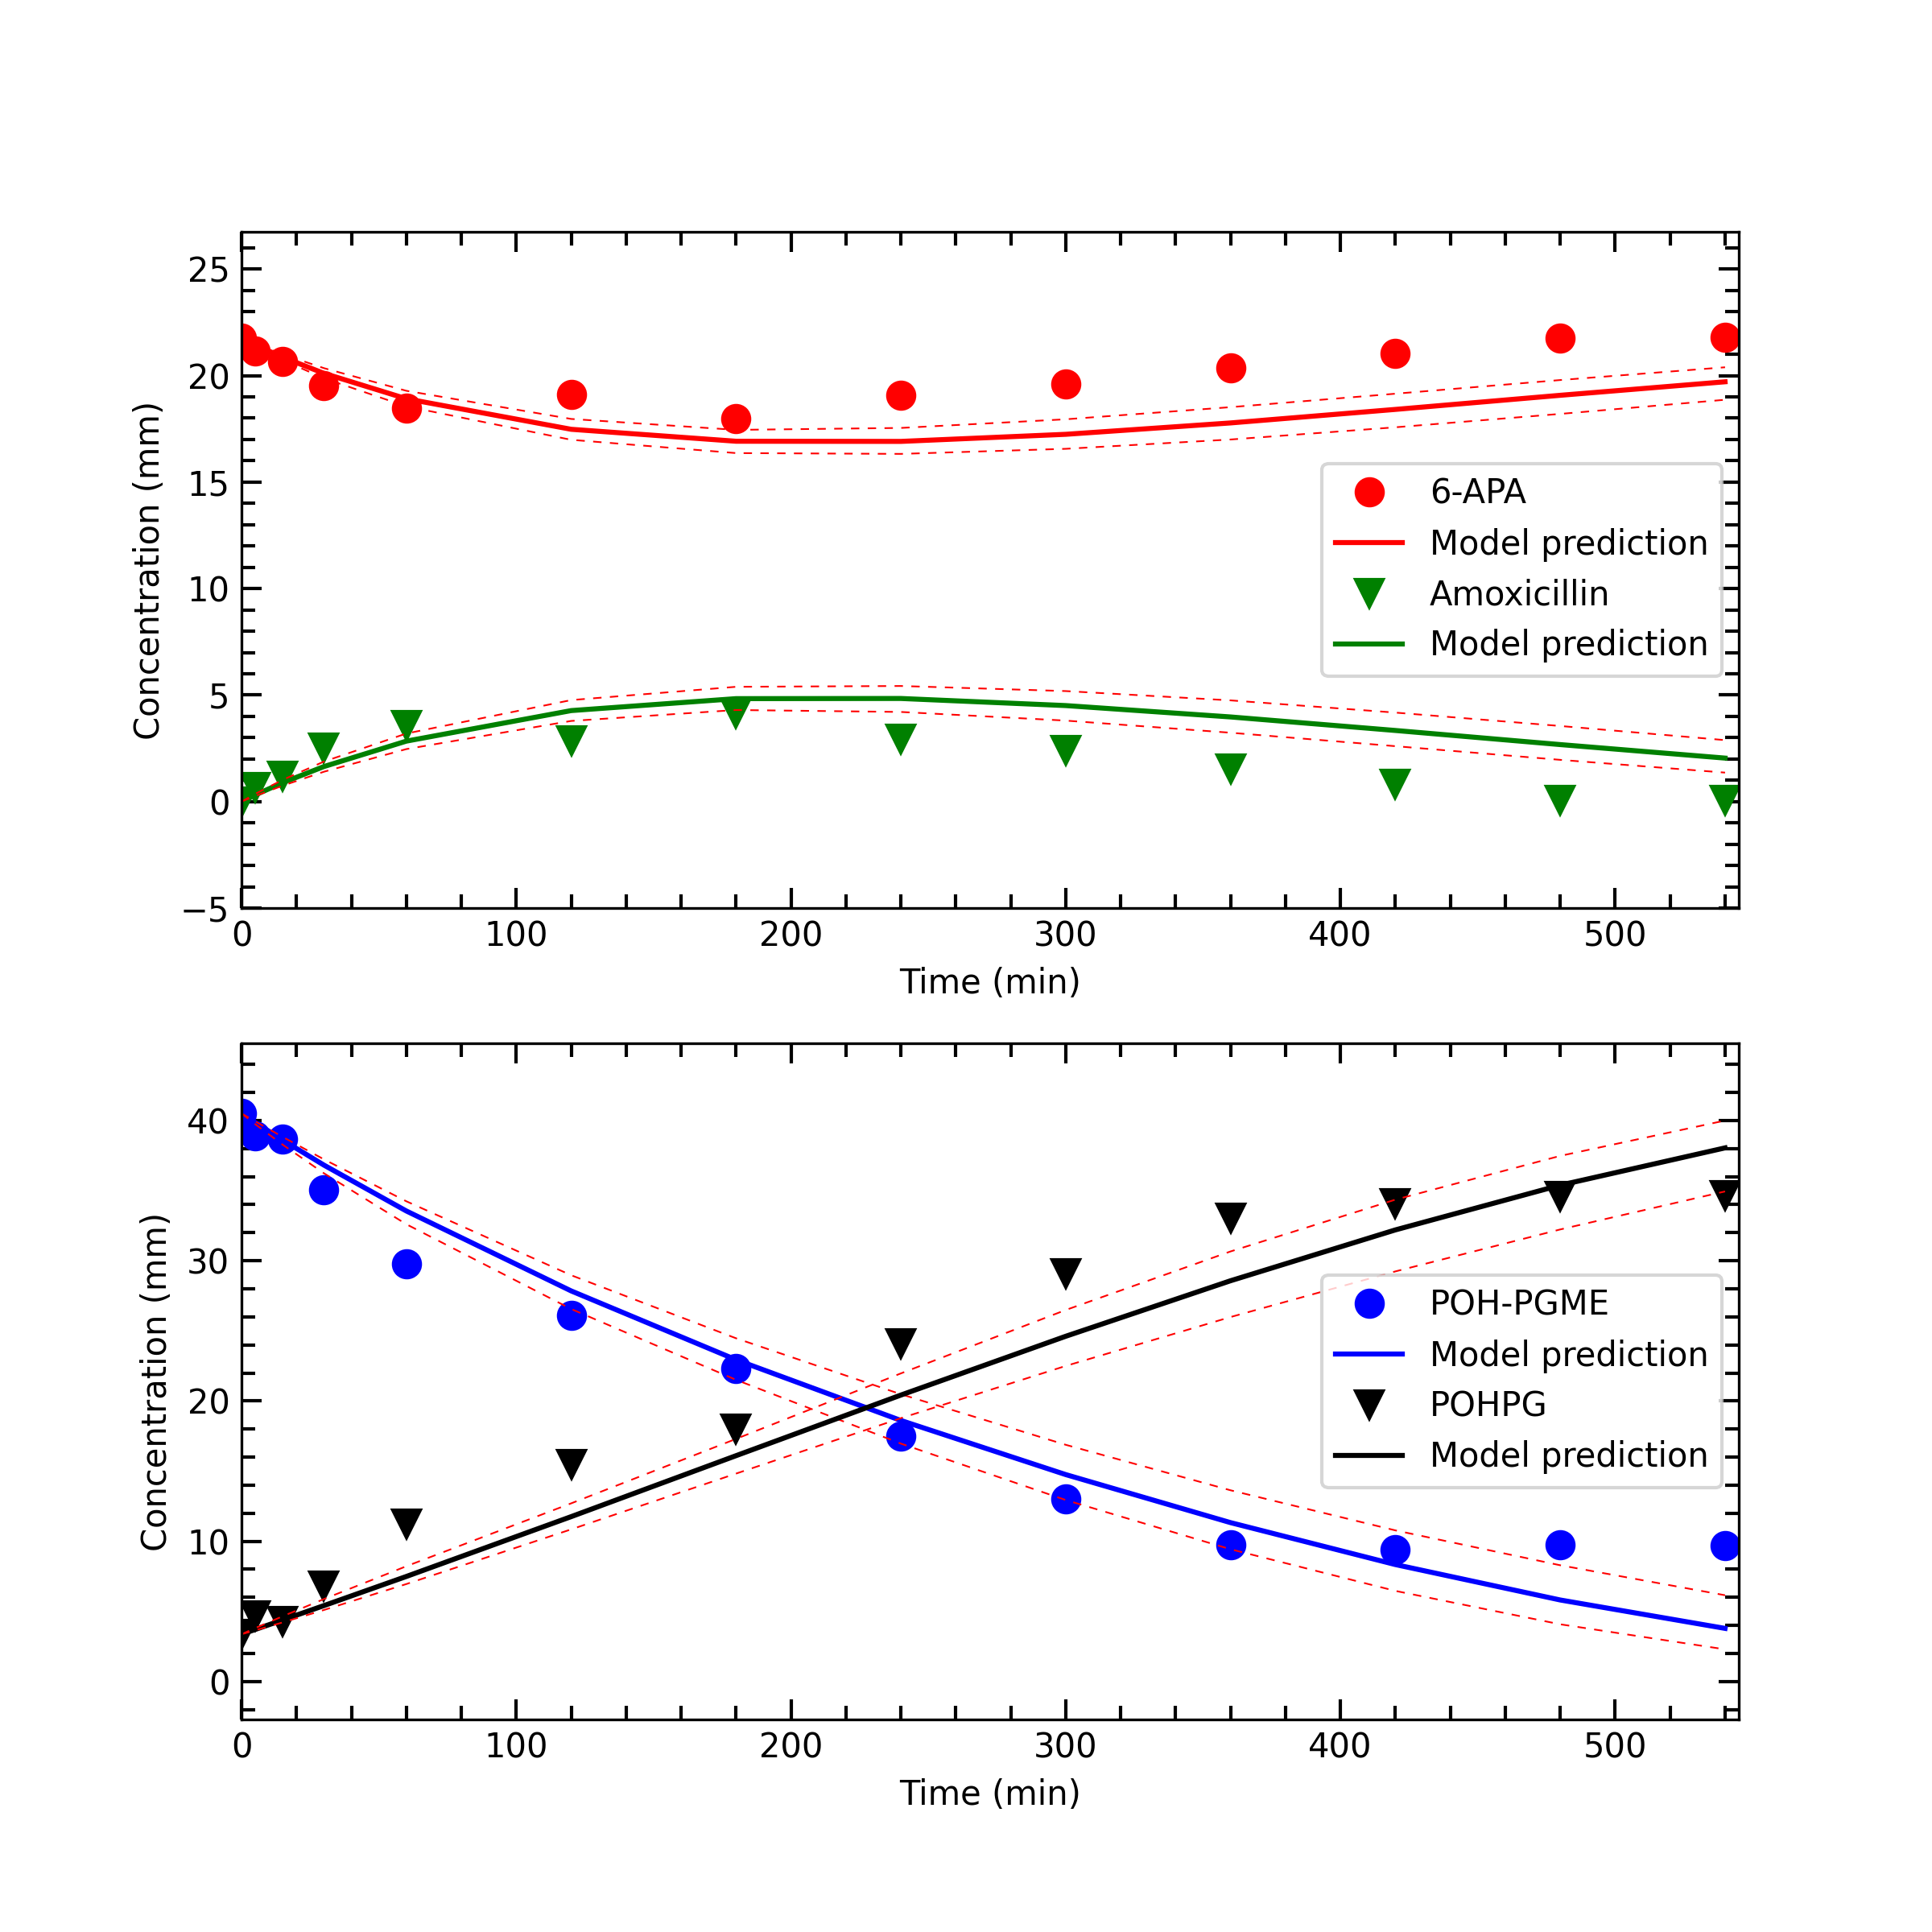 25
20
15
10
5
0
−5
Concentration (mm)
6-APA
Model prediction
Amoxicillin
Model prediction
0 100 200 300 400 500
Time (min)
40
30
20
10
0
Concentration (mm)
POH-PGME
Model prediction
POHPG
Model prediction
0 100 200 300 400 500
Time (min)